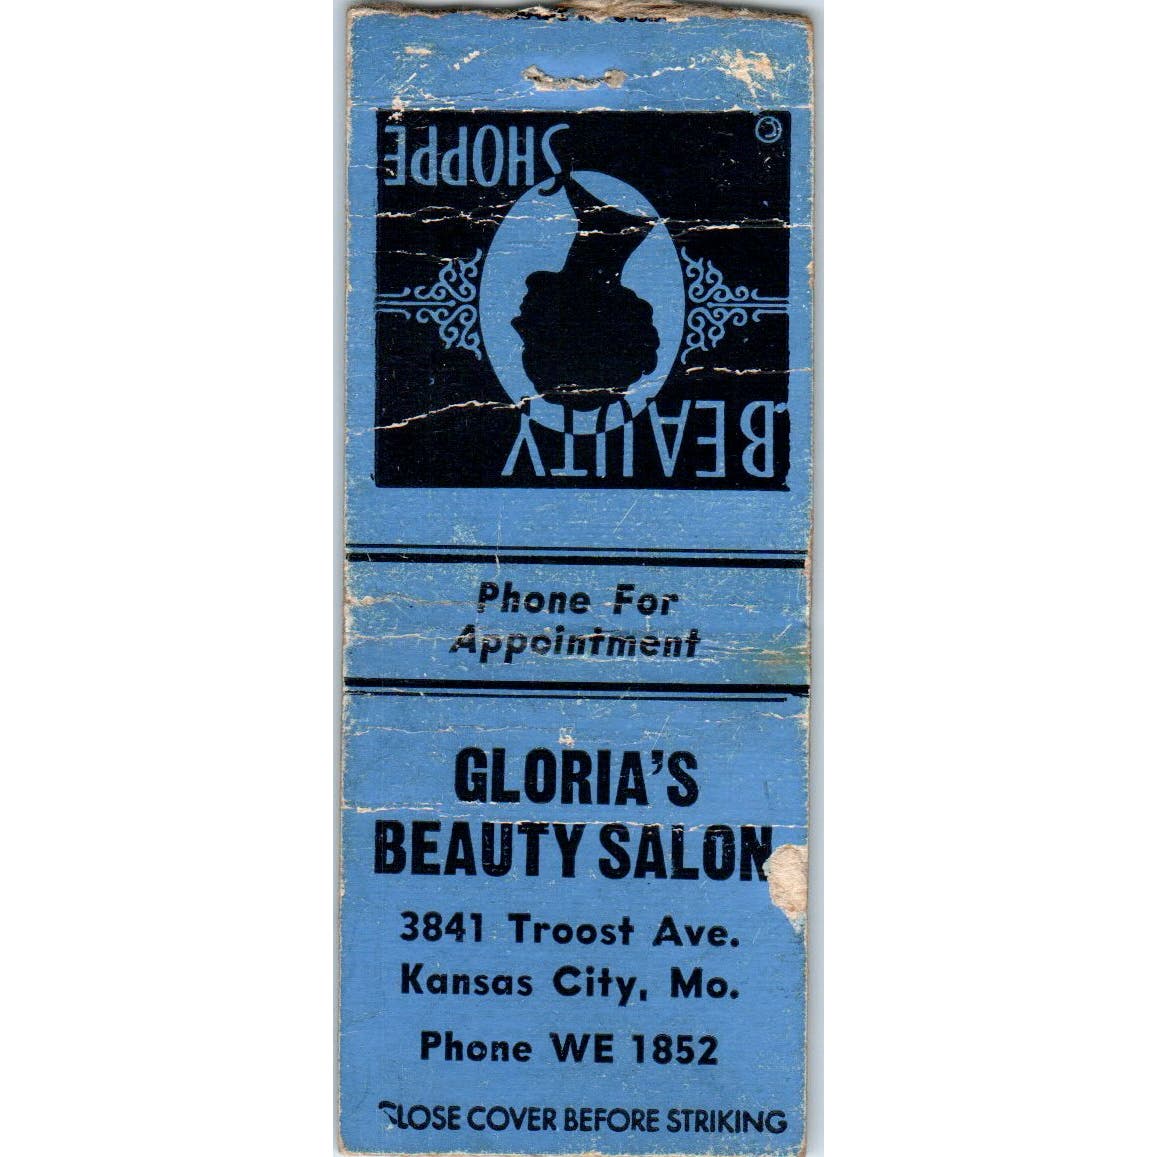 BEAUTY
SHOPPE
©
Phone For
Appointment
GLORIA'S
BEAUTY SALON
3841 Troost Ave.
Kansas City, Mo.
Phone WE 1852
CLOSE COVER BEFORE STRIKING